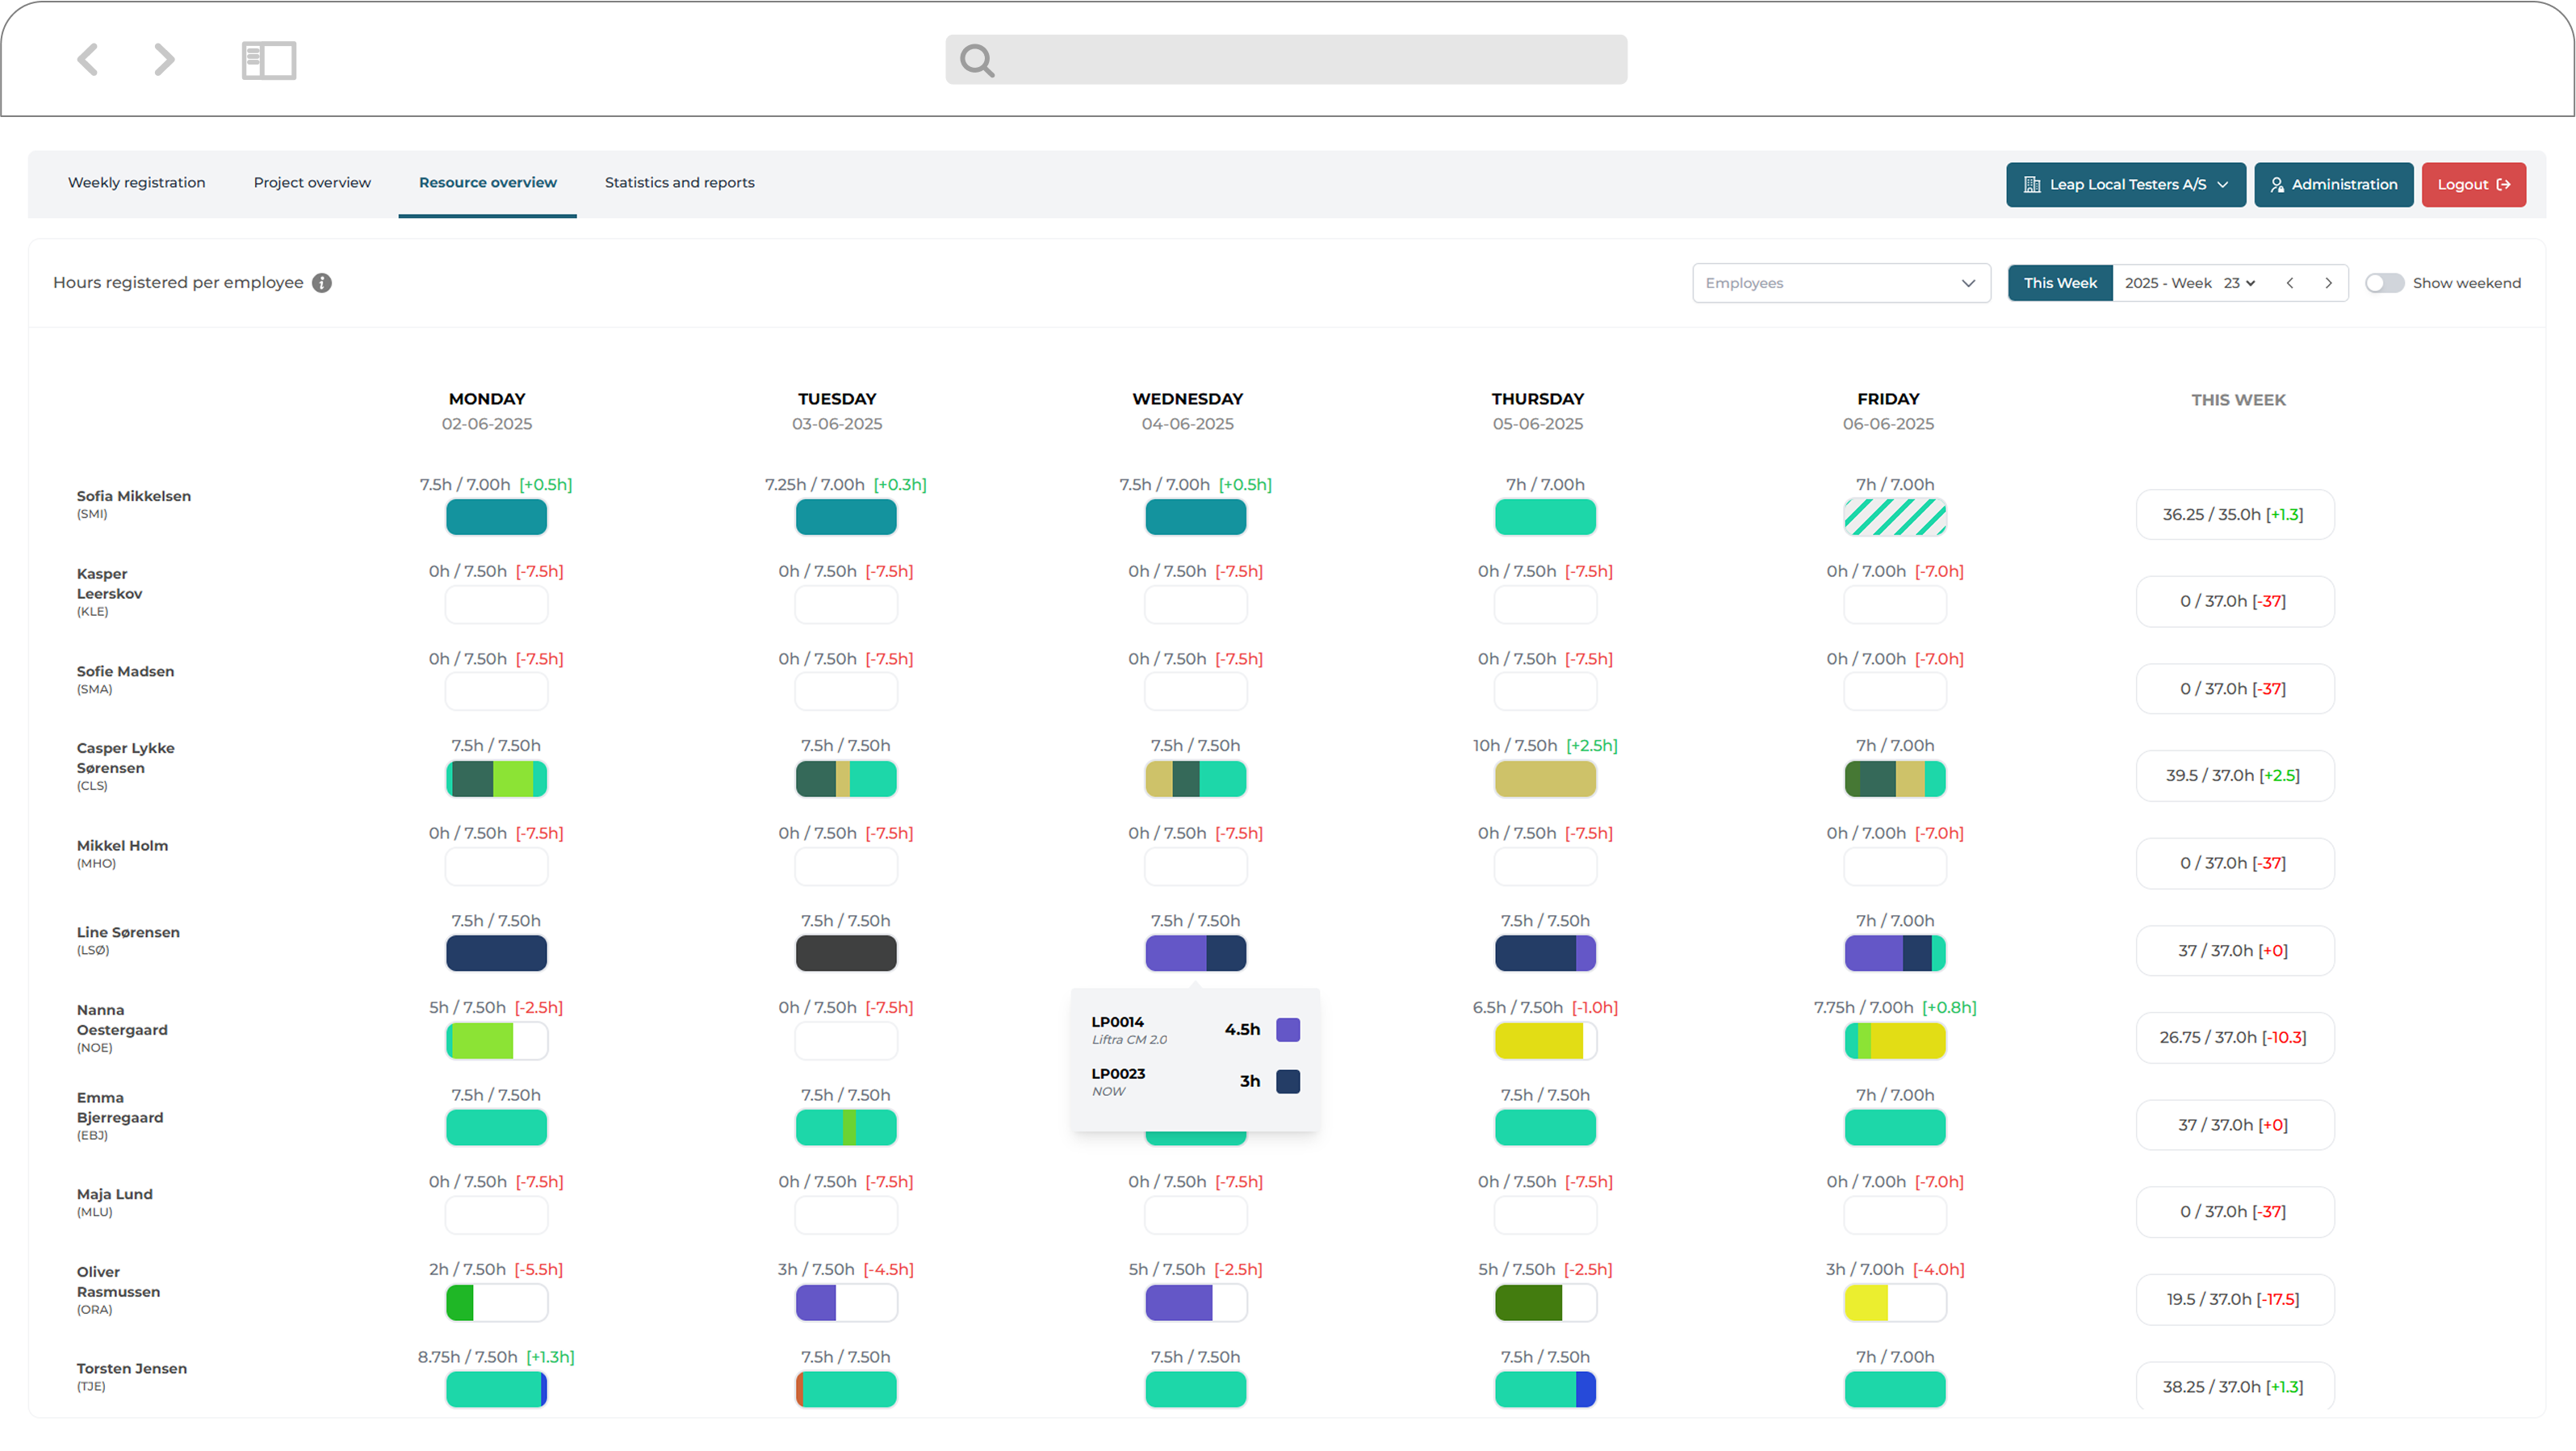 Weekly registration Project overview Resource overview Statistics and reports Leap Local Testers A/S Administration Logout
Hours registered per employee Employees This Week 2025 - Week 23 Show weekend
MONDAY TUESDAY WEDNESDAY THURSDAY FRIDAY THIS WEEK
02-06-2025 03-06-2025 04-06-2025 05-06-2025 06-06-2025
7.5h / 7.00h [+0.5h] 7.25h / 7.00h [+0.3h] 7.5h / 7.00h [+0.5h] 7h / 7.00h 7h / 7.00h
Sofia Mikkelsen
(SMI)
36.25 / 35.0h [+1.3]
0h / 7.50h [-7.5h] 0h / 7.50h [-7.5h] 0h / 7.50h [-7.5h] 0h / 7.50h [-7.5h] 0h / 7.00h [-7.0h]
Kasper
Leerskov
(KLE)
0 / 37.0h [-37]
0h / 7.50h [-7.5h] 0h / 7.50h [-7.5h] 0h / 7.50h [-7.5h] 0h / 7.50h [-7.5h] 0h / 7.00h [-7.0h]
Sofie Madsen
(SMA)
0 / 37.0h [-37]
7.5h / 7.50h 7.5h / 7.50h 7.5h / 7.50h 10h / 7.50h [+2.5h] 7h / 7.00h
Casper Lykke
Sørensen
(CLS)
39.5 / 37.0h [+2.5]
0h / 7.50h [-7.5h] 0h / 7.50h [-7.5h] 0h / 7.50h [-7.5h] 0h / 7.50h [-7.5h] 0h / 7.00h [-7.0h]
Mikkel Holm
(MHO)
0 / 37.0h [-37]
7.5h / 7.50h 7.5h / 7.50h 7.5h / 7.50h 7.5h / 7.50h 7h / 7.00h
Line Sørensen
(LSØ)
37 / 37.0h [+0]
5h / 7.50h [-2.5h] 0h / 7.50h [-7.5h] 6.5h / 7.50h [-1.0h] 7.75h / 7.00h [+0.8h]
Nanna
Oestergaard
(NOE)
26.75 / 37.0h [-10.3]
LP0014 4.5h
Liftra CM 2.0
LP0023 3h
NOW
7.5h / 7.50h 7.5h / 7.50h 7.5h / 7.50h 7h / 7.00h
Emma
Bjerregaard
(EBJ)
37 / 37.0h [+0]
0h / 7.50h [-7.5h] 0h / 7.50h [-7.5h] 0h / 7.50h [-7.5h] 0h / 7.50h [-7.5h] 0h / 7.00h [-7.0h]
Maja Lund
(MLU)
0 / 37.0h [-37]
2h / 7.50h [-5.5h] 3h / 7.50h [-4.5h] 5h / 7.50h [-2.5h] 5h / 7.50h [-2.5h] 3h / 7.00h [-4.0h]
Oliver
Rasmussen
(ORA)
19.5 / 37.0h [-17.5]
8.75h / 7.50h [+1.3h] 7.5h / 7.50h 7.5h / 7.50h 7.5h / 7.50h 7h / 7.00h
Torsten Jensen
(TJE)
38.25 / 37.0h [+1.3]